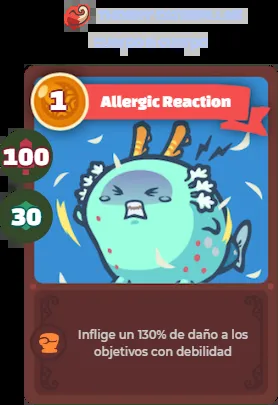 1
Allergic Reaction
100
30
Inflige un 130% de daño a los
objetivos con debilidad